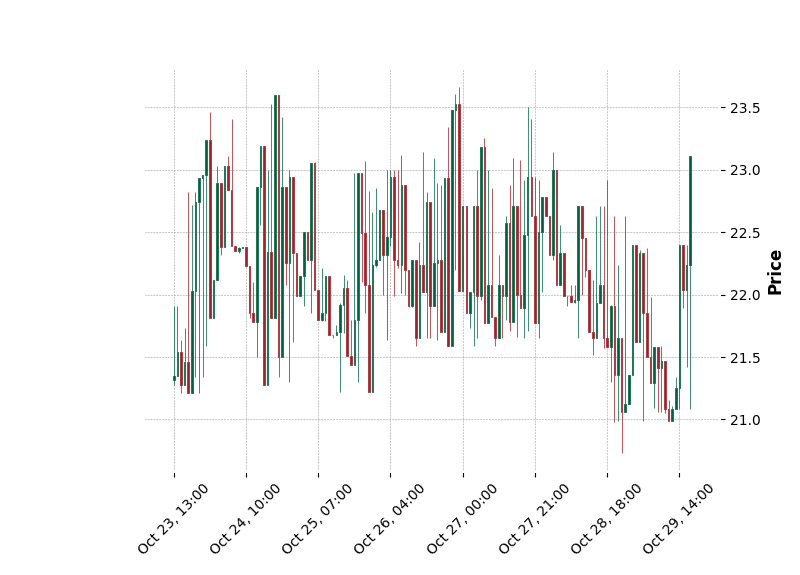 23.5
23.0
22.5
22.0
21.5
21.0
Price
Oct 23, 13:00
Oct 24, 10:00
Oct 25, 07:00
Oct 26, 04:00
Oct 27, 00:00
Oct 27, 21:00
Oct 28, 18:00
Oct 29, 14:00